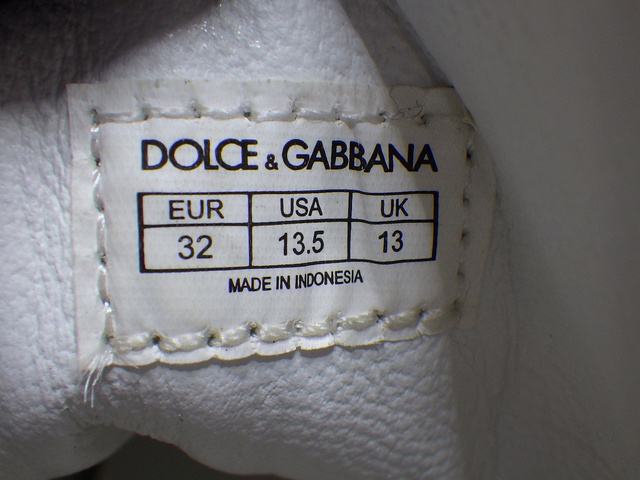 DOLCE & GABBANA
EUR USA UK
32 13.5 13
MADE IN INDONESIA